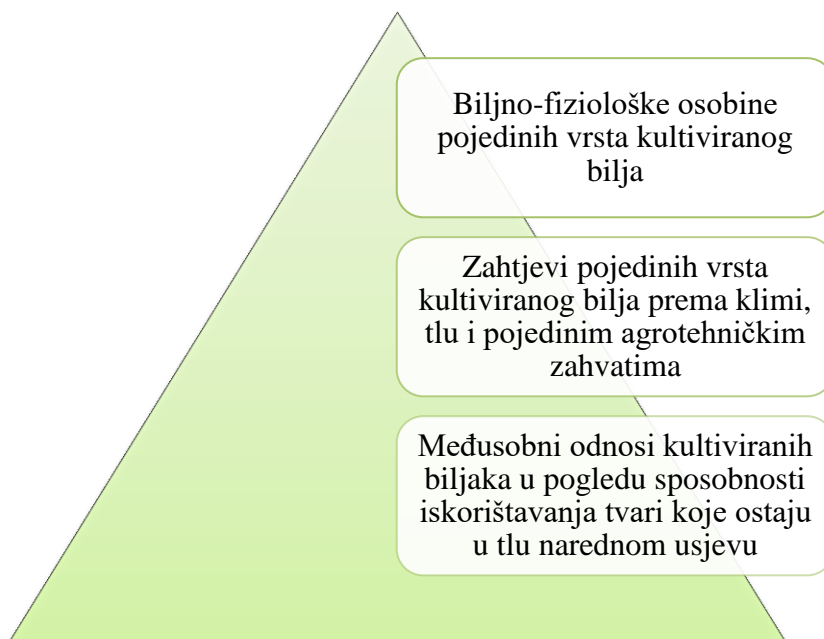 Biljno-fiziološke osobine
pojedinih vrsta kultiviranog
bilja
Zahtjevi pojedinih vrsta
kultiviranog bilja prema klimi,
tlu i pojedinim agrotehničkim
zahvatima
Međusobni odnosi kultiviranih
biljaka u pogledu sposobnosti
iskorištavanja tvari koje ostaju
u tlu narednom usjevu